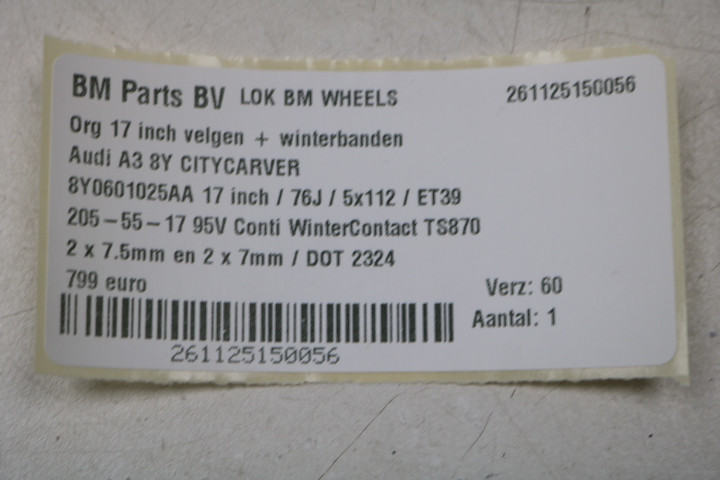 BM Parts BV LOK BM WHEELS 261125150056
Org 17 inch velgen + winterbanden
Audi A3 8Y CITYCARVER
8Y0601025AA 17 inch / 76J / 5x112 / ET39
205-55-17 95V Conti WinterContact TS870
2 x 7.5mm en 2 x 7mm / DOT 2324
799 euro Verz: 60
Aantal: 1
261125150056